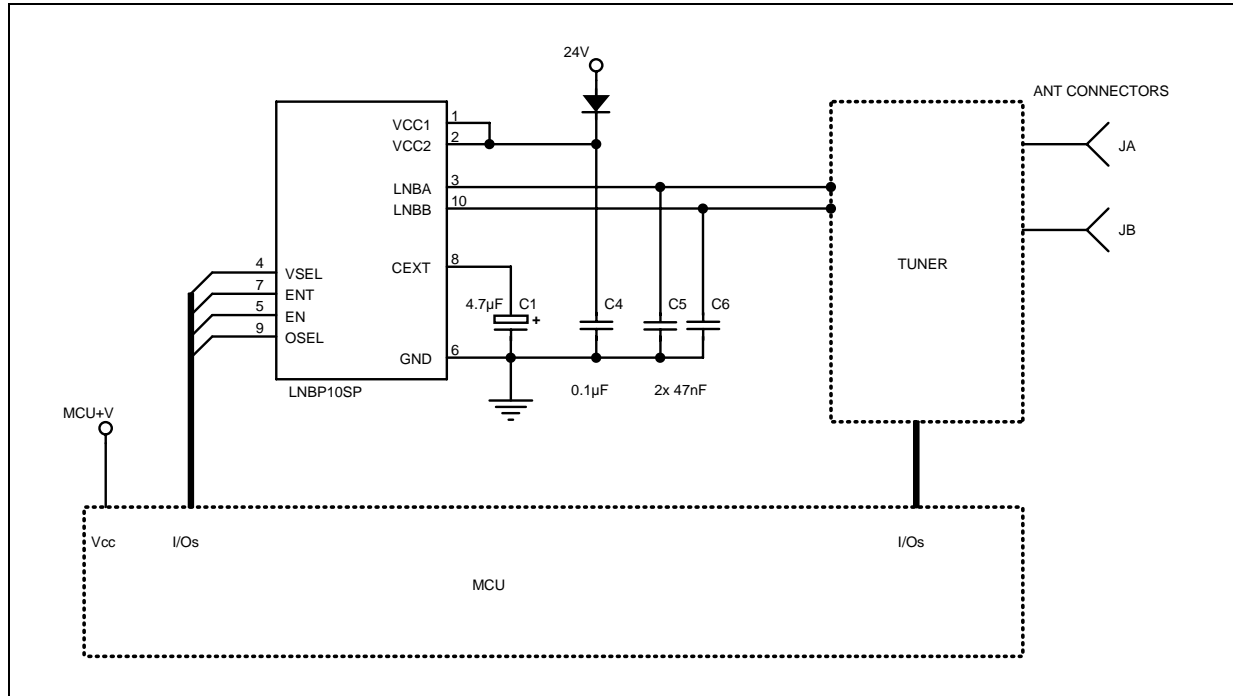 24V
ANT CONNECTORS
VCC1
1
VCC2
2
JA
LNBA
3
LNBB
10
JB
TUNER
4
VSEL
CEXT
8
7
ENT
5
EN
4.7µF
C1
+
C4
C5
C6
9
OSEL
GND
6
LNBP10SP
0.1µF
2x 47nF
MCU+V
Vcc
I/Os
I/Os
MCU